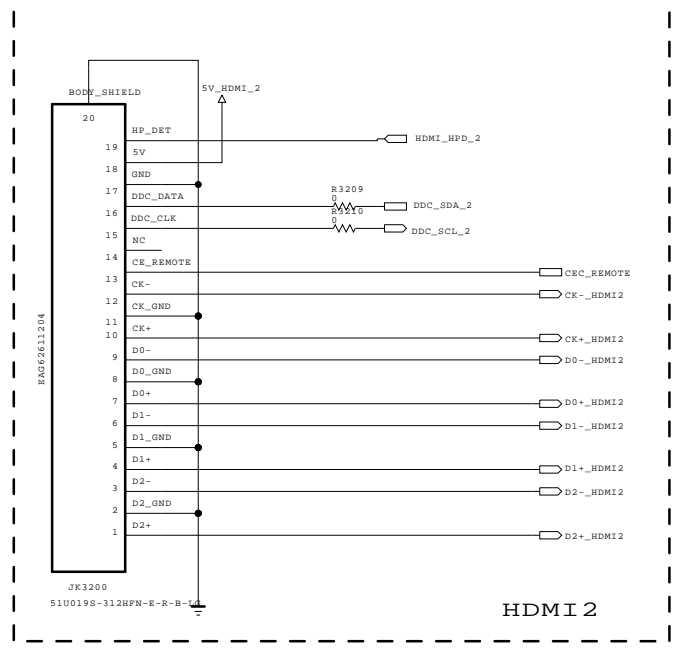 BODY_SHIELD
5V_HDMI_2
20
HP_DET
19
HDMI_HPD_2
5V
18
GND
17
DDC_DATA
R3209
0
16
DDC_SDA_2
DDC_CLK
R3210
0
15
DDC_SCL_2
NC
14
CE_REMOTE
13
CEC_REMOTE
CK-
12
CK-_HDMI2
CK_GND
11
CK+
10
CK+_HDMI2
D0-
9
D0-_HDMI2
D0_GND
8
D0+
7
D0+_HDMI2
D1-
6
D1-_HDMI2
D1_GND
5
D1+
4
D1+_HDMI2
D2-
3
D2-_HDMI2
D2_GND
2
D2+
1
D2+_HDMI2
EAG62611204
JK3200
51U019S-312HFN-E-R-B-LG
HDMI2